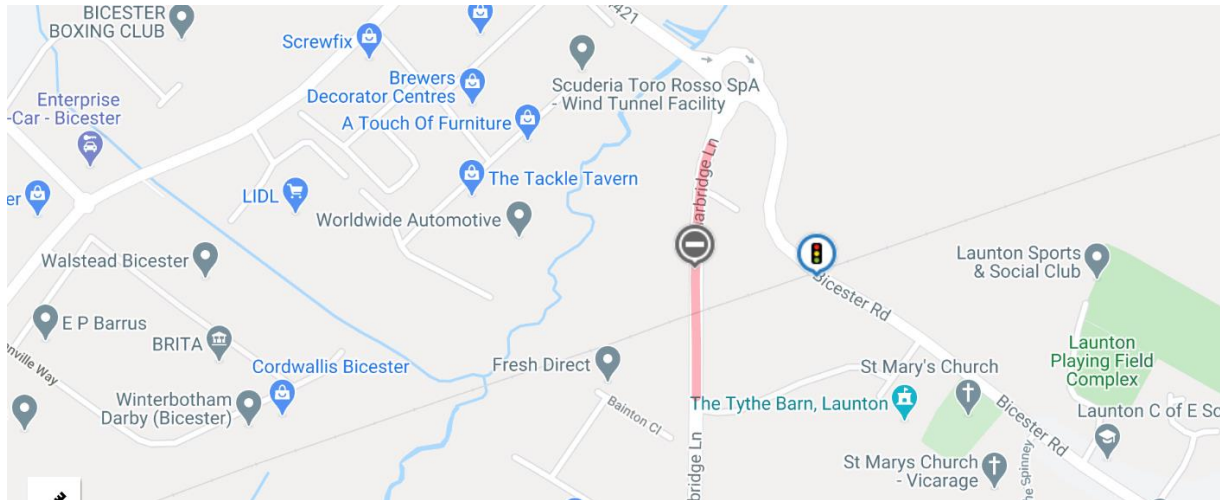 BICESTER
BOXING CLUB
Screwfix
Scuderia Toro Rosso SpA
- Wind Tunnel Facility
Brewers
Decorator Centres
Enterprise
-Car - Bicester
A Touch Of Furniture
The Tackle Tavern
LIDL
Worldwide Automotive
Walstead Bicester
Launton Sports
& Social Club
Bicester Rd
E P Barrus
BRITA
Cordwallis Bicester
Fresh Direct
St Mary's Church
Launton
Playing Field
Complex
Winterbotham
Darby (Bicester)
Bainton Cl
The Tythe Barn, Launton
Bicester Rd
Launton C of E Sc
St Marys Church
- Vicarage